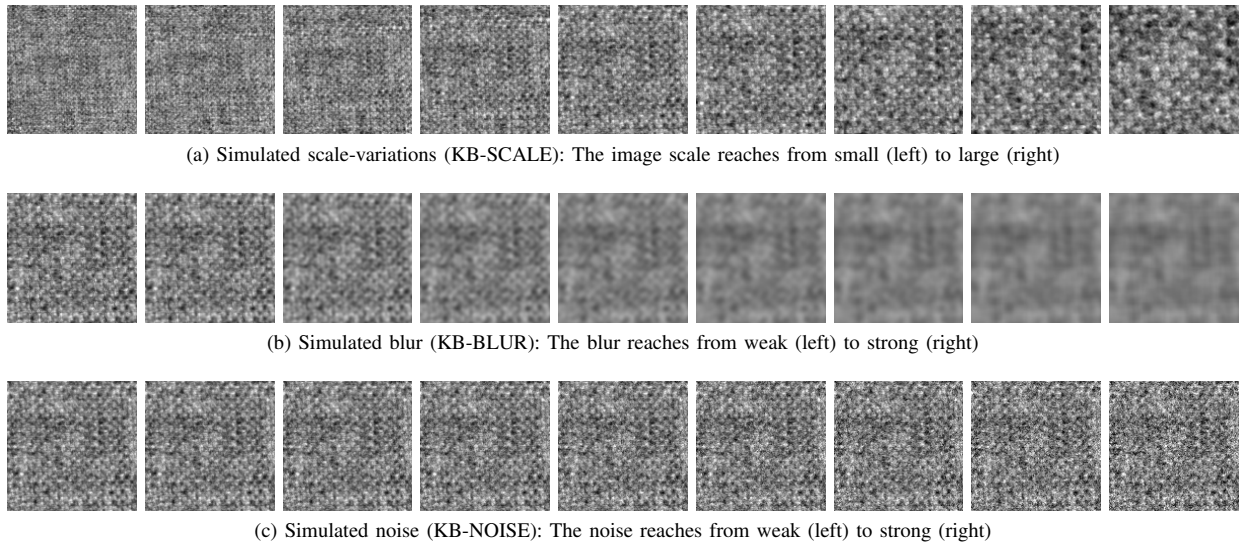 (a) Simulated scale-variations (KB-SCALE): The image scale reaches from small (left) to large (right)
(b) Simulated blur (KB-BLUR): The blur reaches from weak (left) to strong (right)
(c) Simulated noise (KB-NOISE): The noise reaches from weak (left) to strong (right)